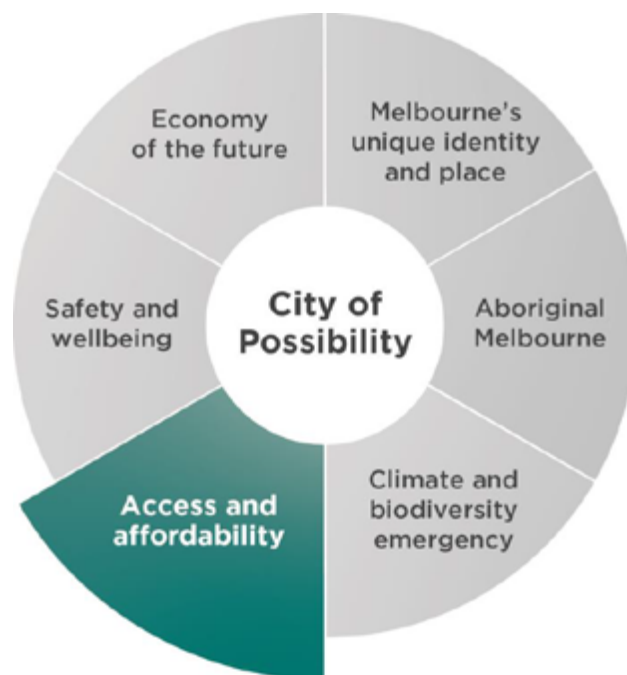 Economy
of the future
Melbourne's
unique identity
and place
Safety and
wellbeing
City of
Possibility
Aboriginal
Melbourne
Access and
affordability
Climate and
biodiversity
emergency